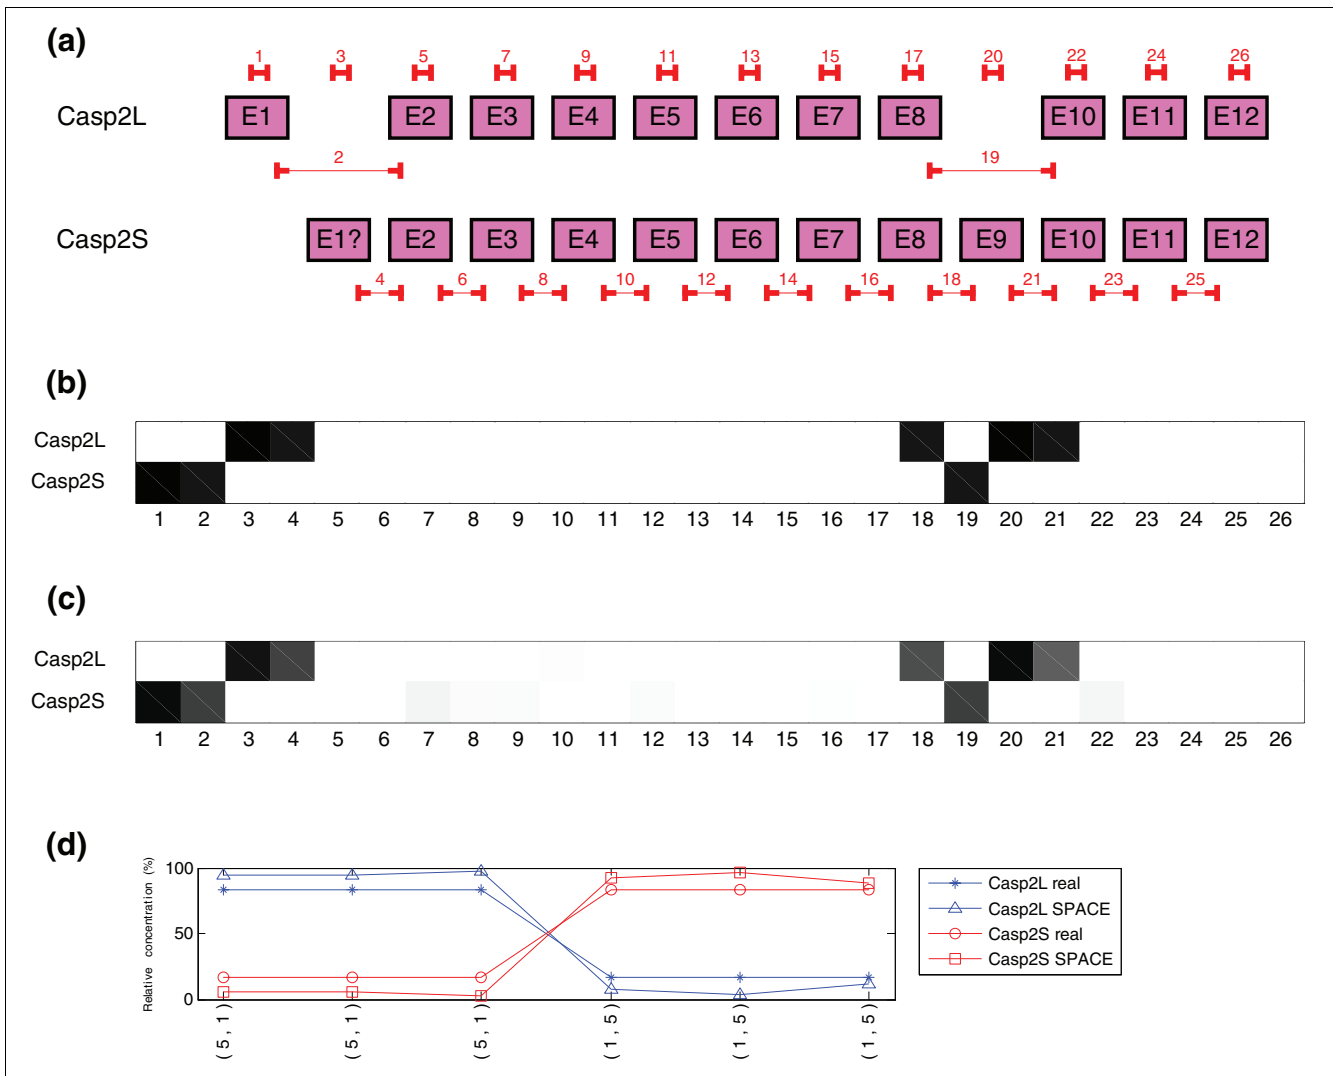 (a)
1 3 5 7 9 11 13 15 17 20 22 24 26
Casp2L E1 E2 E3 E4 E5 E6 E7 E8 E10 E11 E12
2 19
Casp2S E1? E2 E3 E4 E5 E6 E7 E8 E9 E10 E11 E12
4 6 8 10 12 14 16 18 21 23 25
(b)
Casp2L
Casp2S
1 2 3 4 5 6 7 8 9 10 11 12 13 14 15 16 17 18 19 20 21 22 23 24 25 26
(c)
Casp2L
Casp2S
1 2 3 4 5 6 7 8 9 10 11 12 13 14 15 16 17 18 19 20 21 22 23 24 25 26
(d)
Relative concentration (%)
100
50
0
(5,1) (5,1) (5,1) (1,5) (1,5) (1,5)
Casp2L real
Casp2L SPACE
Casp2S real
Casp2S SPACE